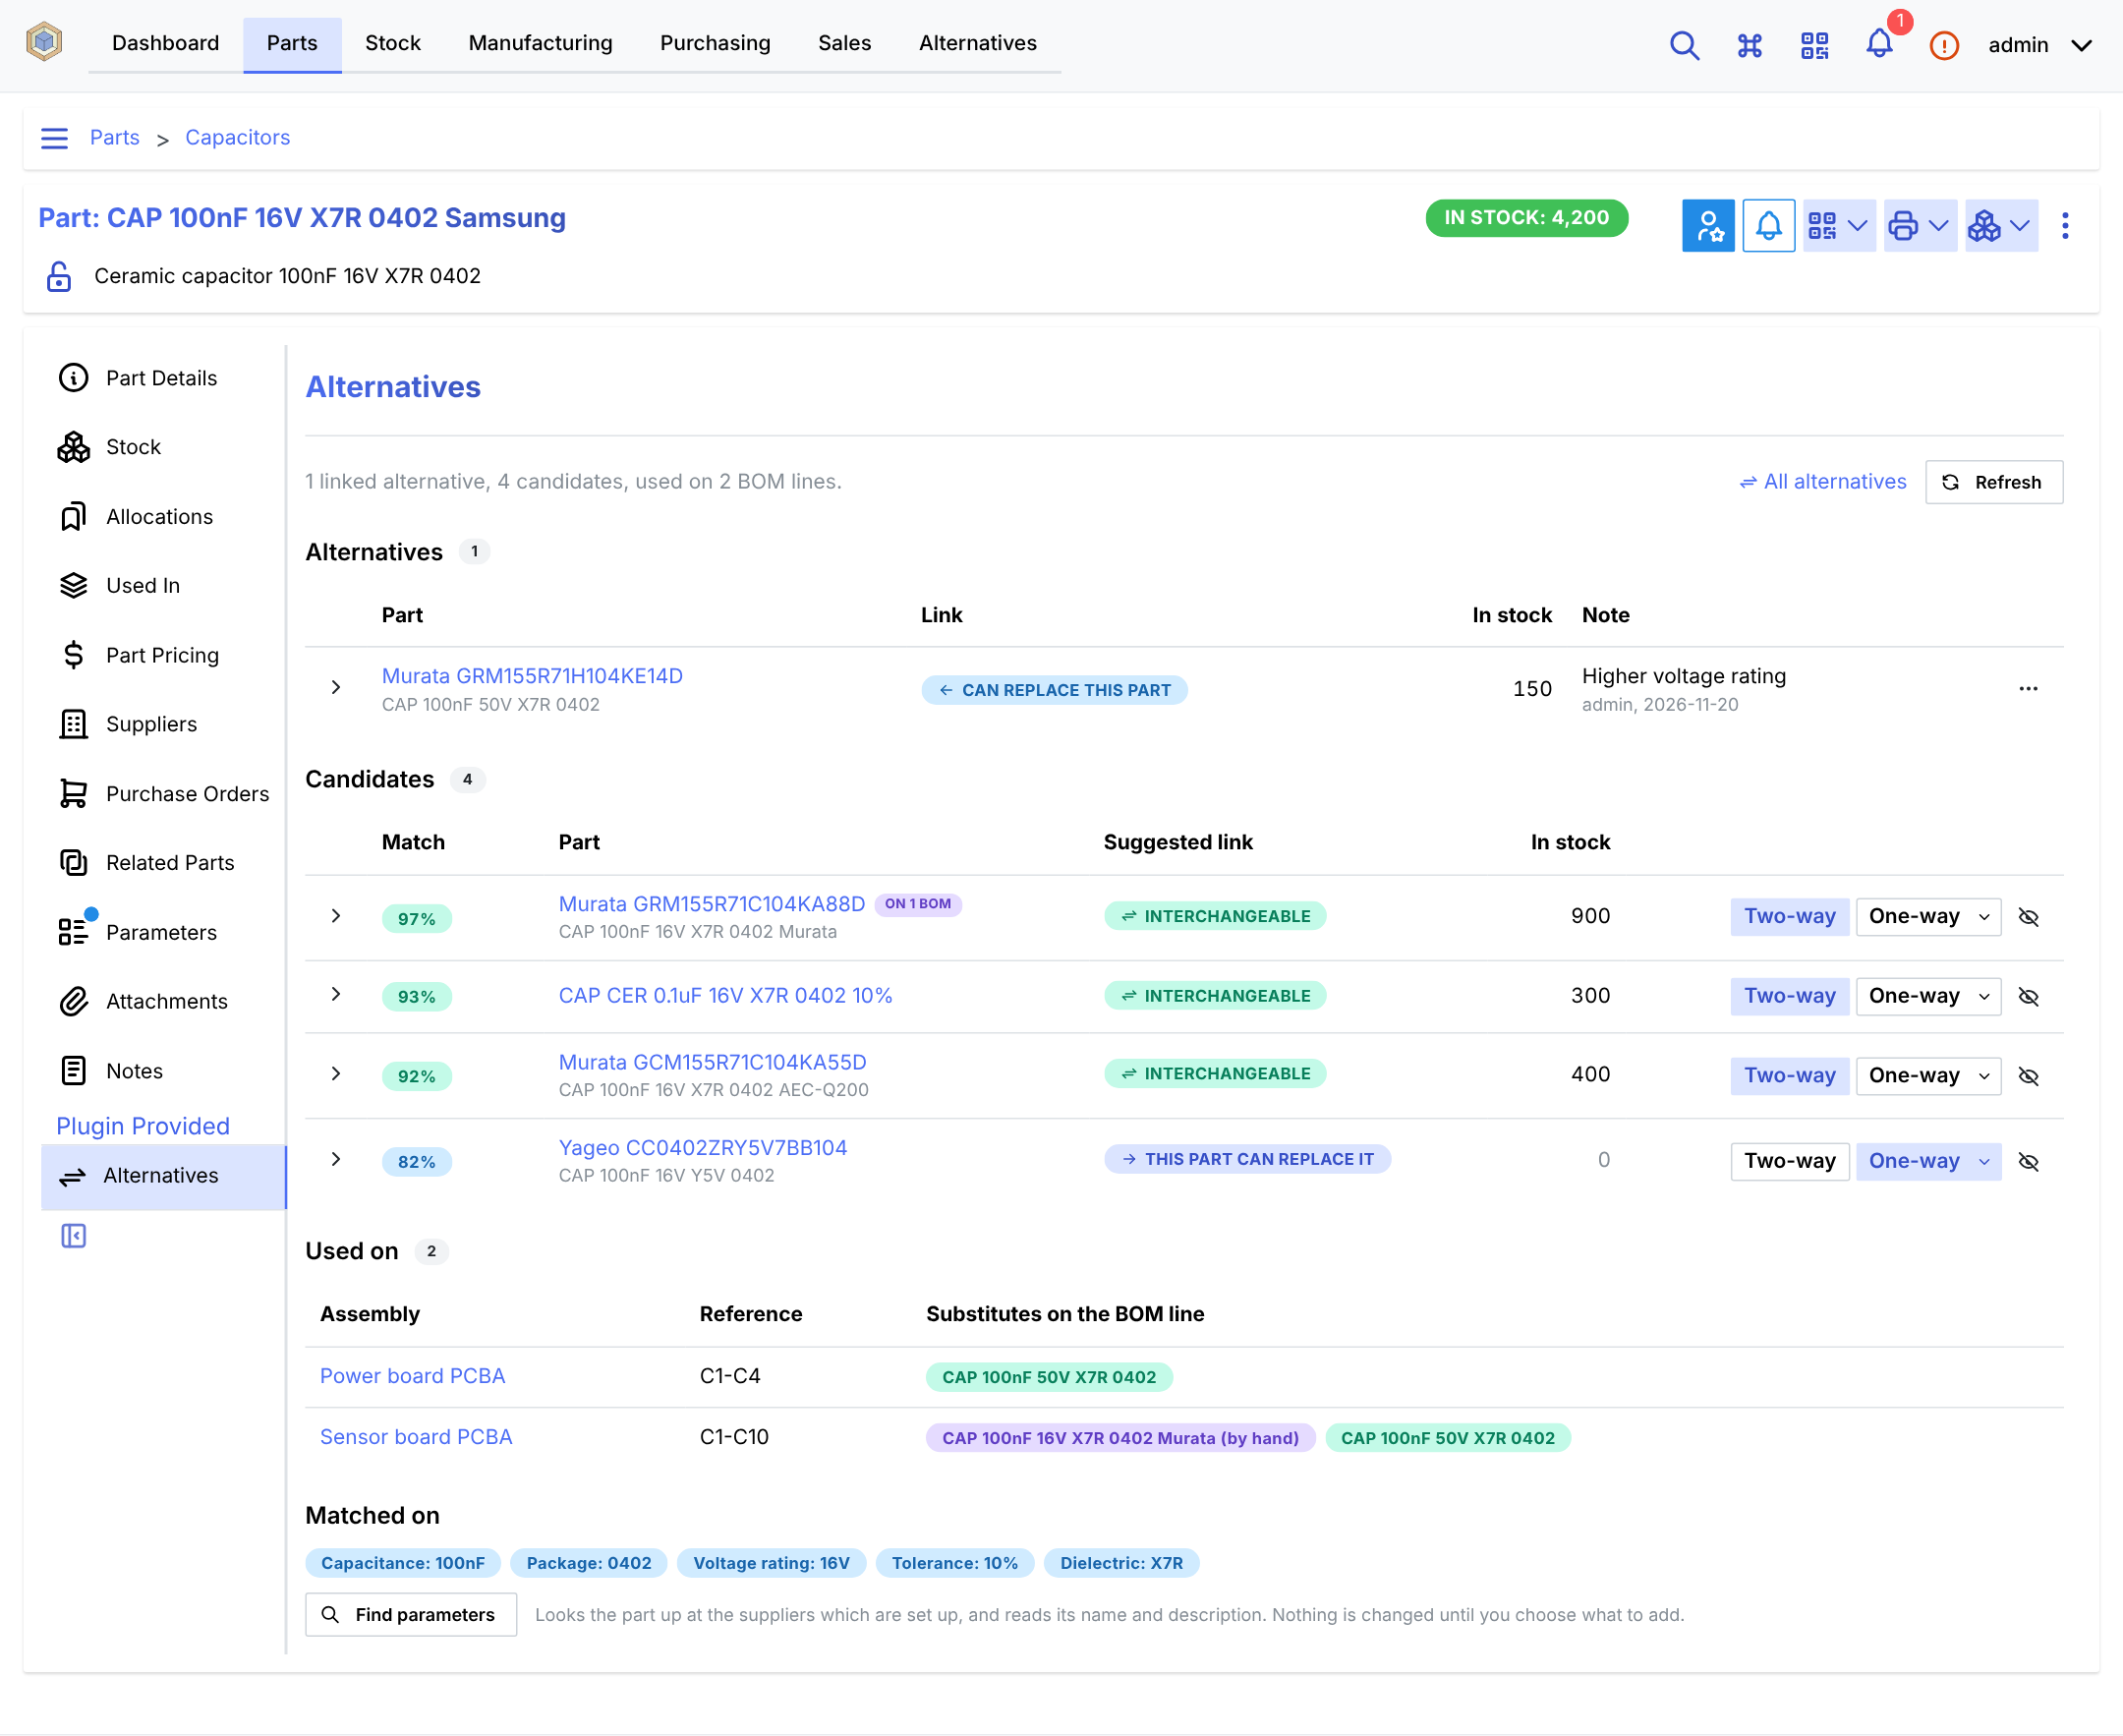 Dashboard Parts Stock Manufacturing Purchasing Sales Alternatives 1 admin
Parts > Capacitors
Part: CAP 100nF 16V X7R 0402 Samsung IN STOCK: 4,200
Ceramic capacitor 100nF 16V X7R 0402
Part Details
Stock
Allocations
Used In
Part Pricing
Suppliers
Purchase Orders
Related Parts
Parameters
Attachments
Notes
Plugin Provided
Alternatives
Alternatives
1 linked alternative, 4 candidates, used on 2 BOM lines. All alternatives Refresh
Alternatives 1
Part Link In stock Note
Murata GRM155R71H104KE14D CAN REPLACE THIS PART 150 Higher voltage rating
CAP 100nF 50V X7R 0402 admin, 2026-11-20
Candidates 4
Match Part Suggested link In stock
97% Murata GRM155R71C104KA88D ON 1 BOM INTERCHANGEABLE 900 Two-way One-way
CAP 100nF 16V X7R 0402 Murata
93% CAP CER 0.1uF 16V X7R 0402 10% INTERCHANGEABLE 300 Two-way One-way
92% Murata GCM155R71C104KA55D INTERCHANGEABLE 400 Two-way One-way
CAP 100nF 16V X7R 0402 AEC-Q200
82% Yageo CC0402ZRY5V7BB104 THIS PART CAN REPLACE IT 0 Two-way One-way
CAP 100nF 16V Y5V 0402
Used on 2
Assembly Reference Substitutes on the BOM line
Power board PCBA C1-C4 CAP 100nF 50V X7R 0402
Sensor board PCBA C1-C10 CAP 100nF 16V X7R 0402 Murata (by hand) CAP 100nF 50V X7R 0402
Matched on
Capacitance: 100nF Package: 0402 Voltage rating: 16V Tolerance: 10% Dielectric: X7R
Find parameters Looks the part up at the suppliers which are set up, and reads its name and description. Nothing is changed until you choose what to add.